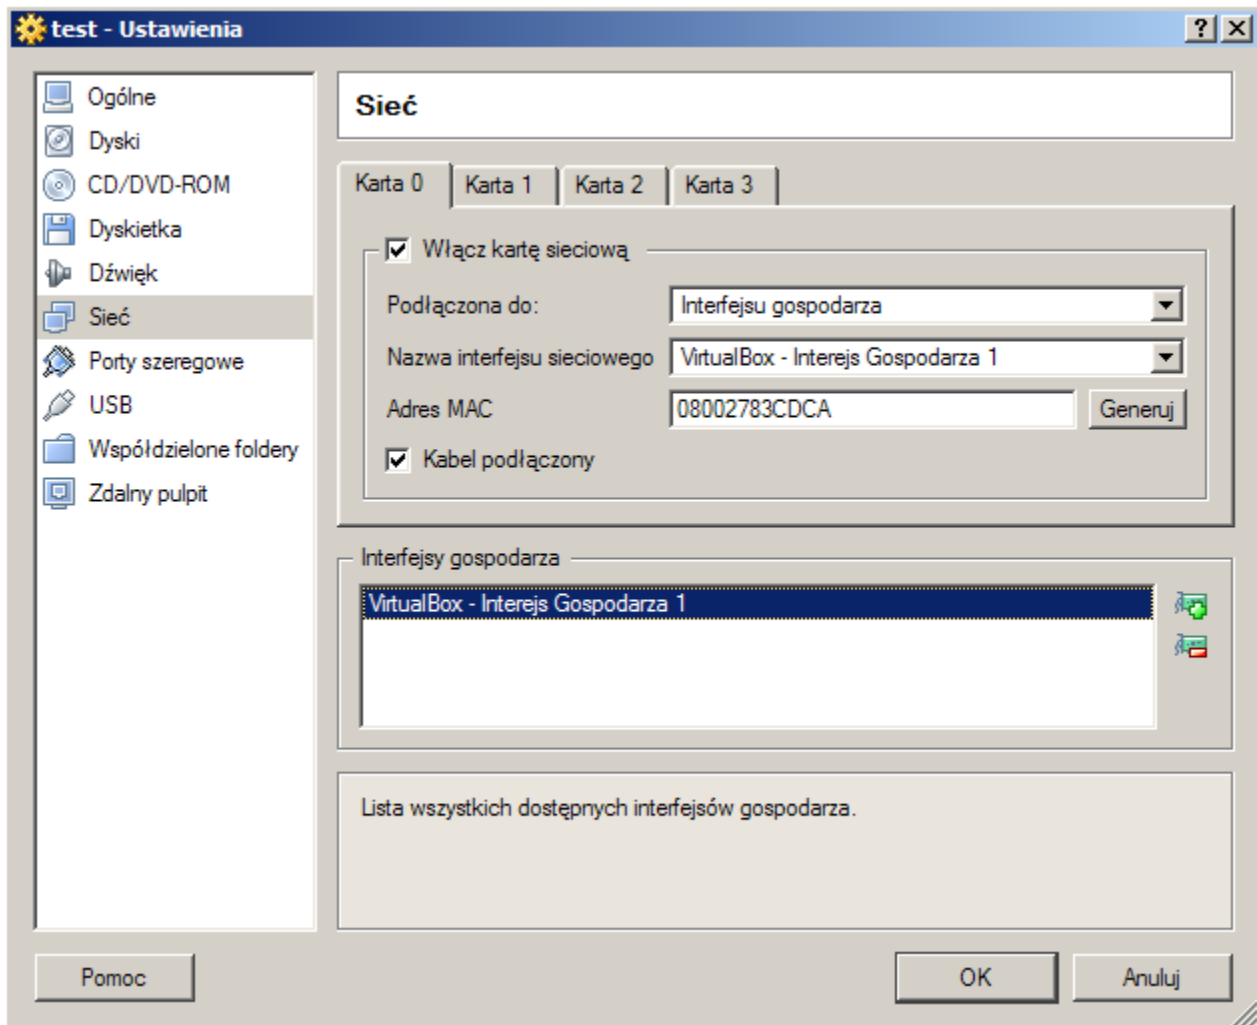 test - Ustawienia
Ogólne
Dyski
CD/DVD-ROM
Dyskietka
Dźwięk
Sieć
Porty szeregowe
USB
Współdzielone foldery
Zdalny pulpit
Sieć
Karta 0 Karta 1 Karta 2 Karta 3
Włącz kartę sieciową
Podłączona do: Interfejsu gospodarza
Nazwa interfejsu sieciowego VirtualBox - Interejs Gospodarza 1
Adres MAC 08002783CDCA Generuj
Kabel podłączony
Interfejsy gospodarza
VirtualBox - Interejs Gospodarza 1
Lista wszystkich dostępnych interfejsów gospodarza.
Pomoc OK Anuluj